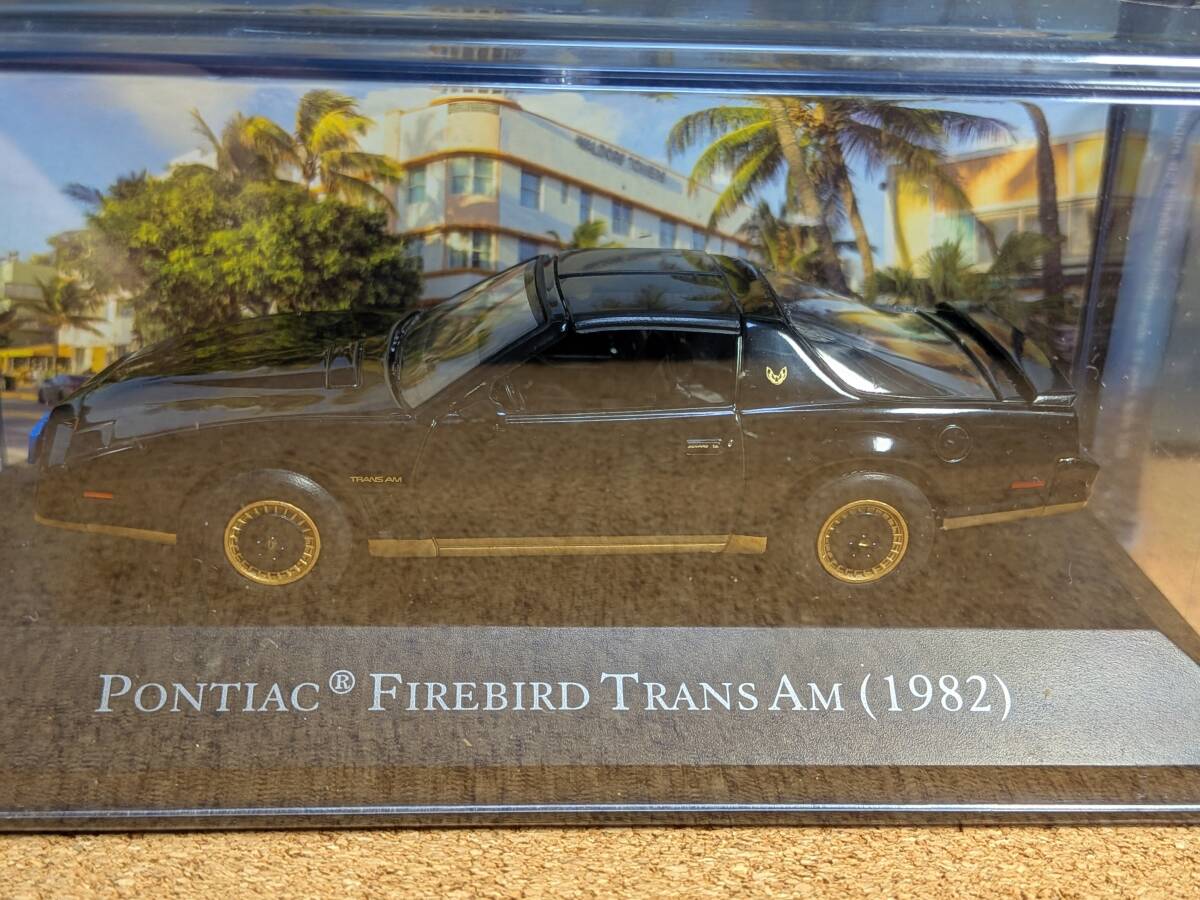 TRANS AM
PONTIAC® FIREBIRD TRANS AM (1982)